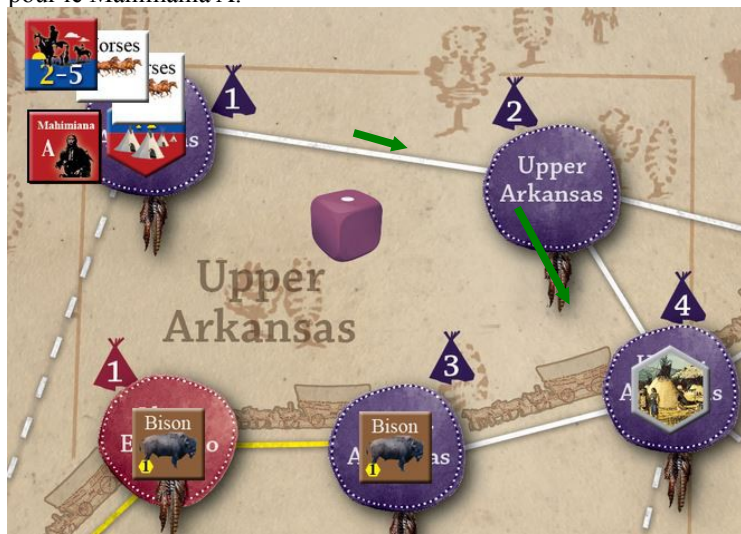 pour le Mahimiana A.
orses
ses
2-5
1
2
Mahimiana
A
Upper
Arkansas
Upper
Arkansas
4
1
3
Bison
1
Bison
1